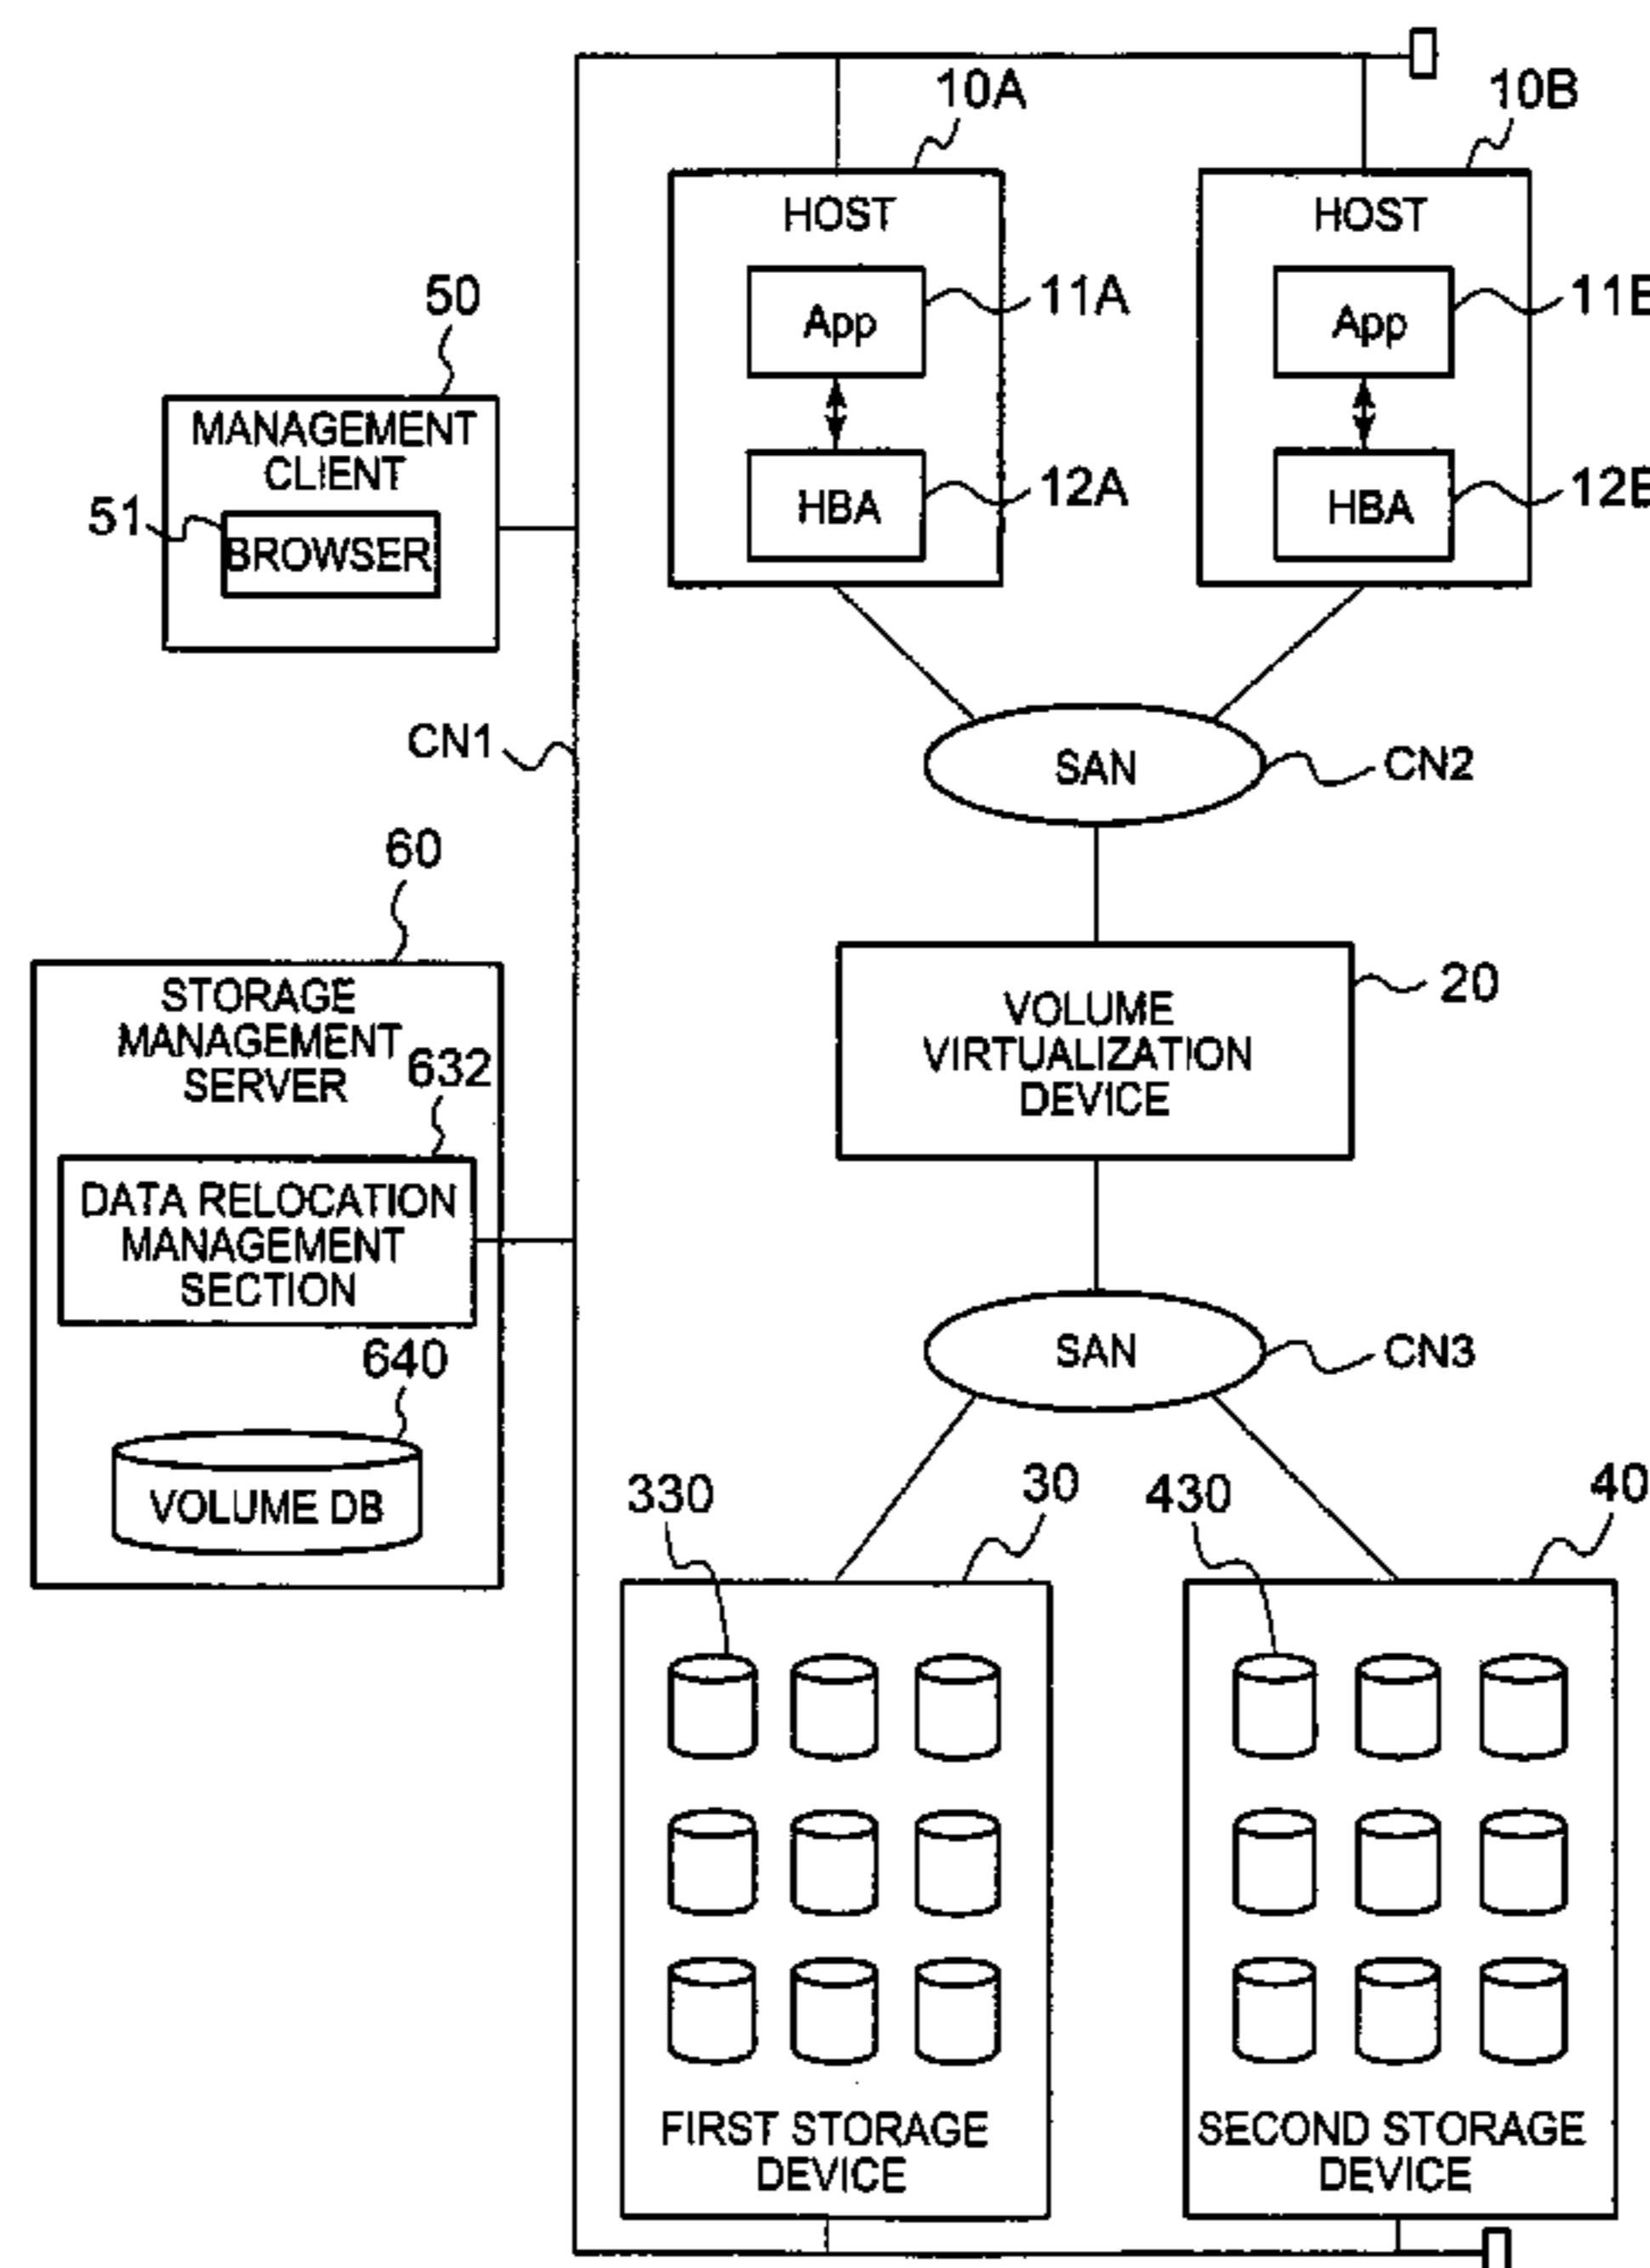 10A
10B
HOST
HOST
App
11A
App
HBA
12A
HBA
50
MANAGEMENT
CLIENT
51
BROWSER
CN1
SAN
CN2
60
STORAGE
MANAGEMENT
SERVER
632
DATA RELOCATION
MANAGEMENT
SECTION
640
VOLUME DB
VOLUME
VIRTUALIZATION
DEVICE
20
SAN
CN3
330
30
430
40
FIRST STORAGE
DEVICE
SECOND STORAGE
DEVICE